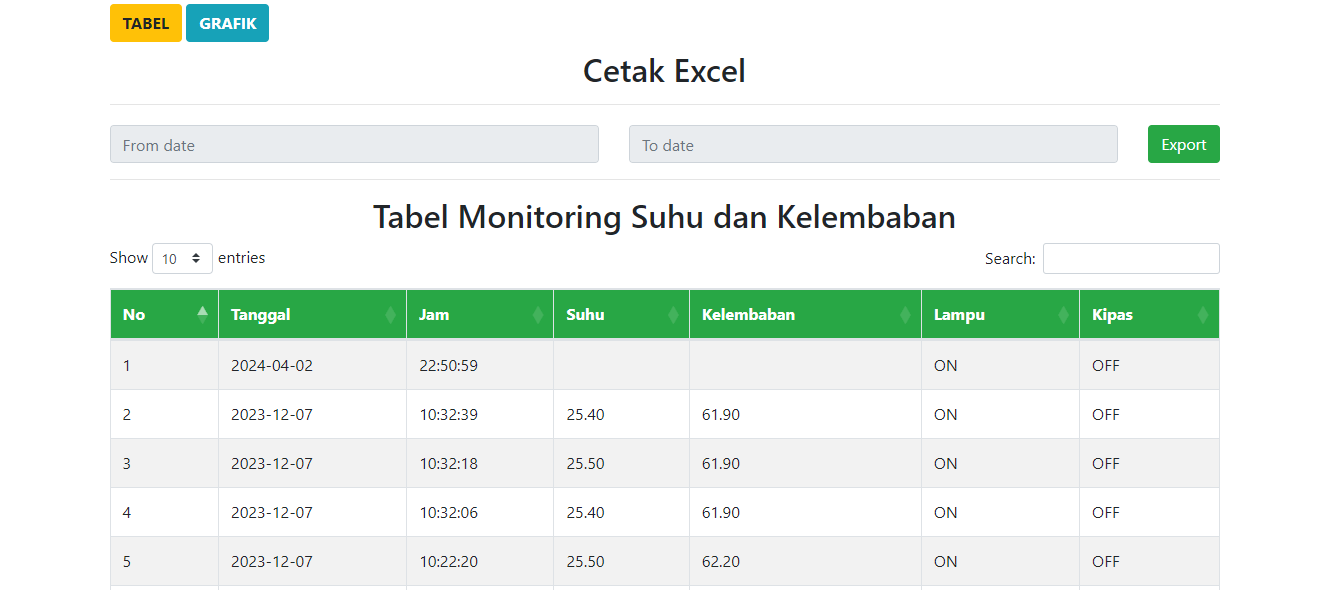 TABEL GRAFIK
Cetak Excel
From date To date Export
Tabel Monitoring Suhu dan Kelembaban
Show 10 entries Search:
No Tanggal Jam Suhu Kelembaban Lampu Kipas
1 2024-04-02 22:50:59 ON OFF
2 2023-12-07 10:32:39 25.40 61.90 ON OFF
3 2023-12-07 10:32:18 25.50 61.90 ON OFF
4 2023-12-07 10:32:06 25.40 61.90 ON OFF
5 2023-12-07 10:22:20 25.50 62.20 ON OFF